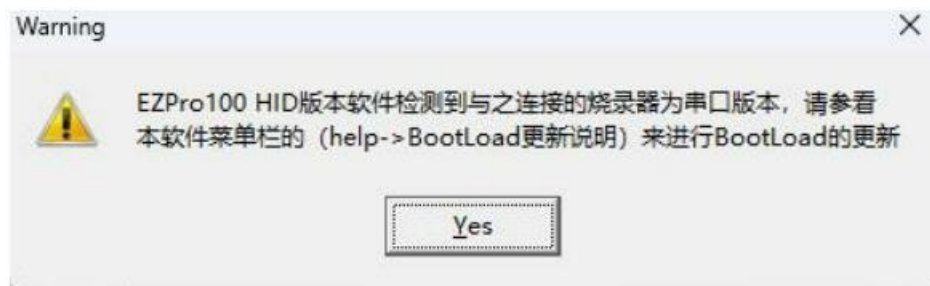 Warning
EZPro100 HID版本软件检测到与之连接的烧录器为串口版本，请参看
本软件菜单栏的（help->BootLoad更新说明）来进行BootLoad的更新
Yes